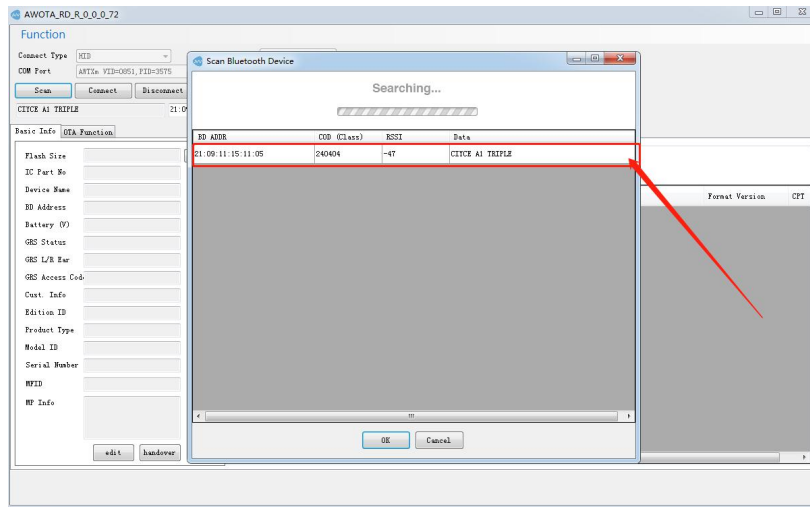 AWOTA_RD_R_0_0_0_72
Function
Connect Type HID
COM Port ANTXm VID=0851, PID=3575
Scan Connect Disconnect
CITCE A1 TRIPLE
Basic Info OTA Function
Flash Size
IC Part No
Device Name
BD Address
Battery (V)
GRS Status
GRS L/R Ear
GRS Access Cod
Cust. Info
Edition ID
Product Type
Model ID
Serial Number
MFID
MP Info
edit handover
Scan Bluetooth Device
Searching...
BD ADDR COD (Class) RSSI Data
21:09:11:15:11:05 240404 -47 CITCE A1 TRIPLE
OK Cancel
Format Version CPT